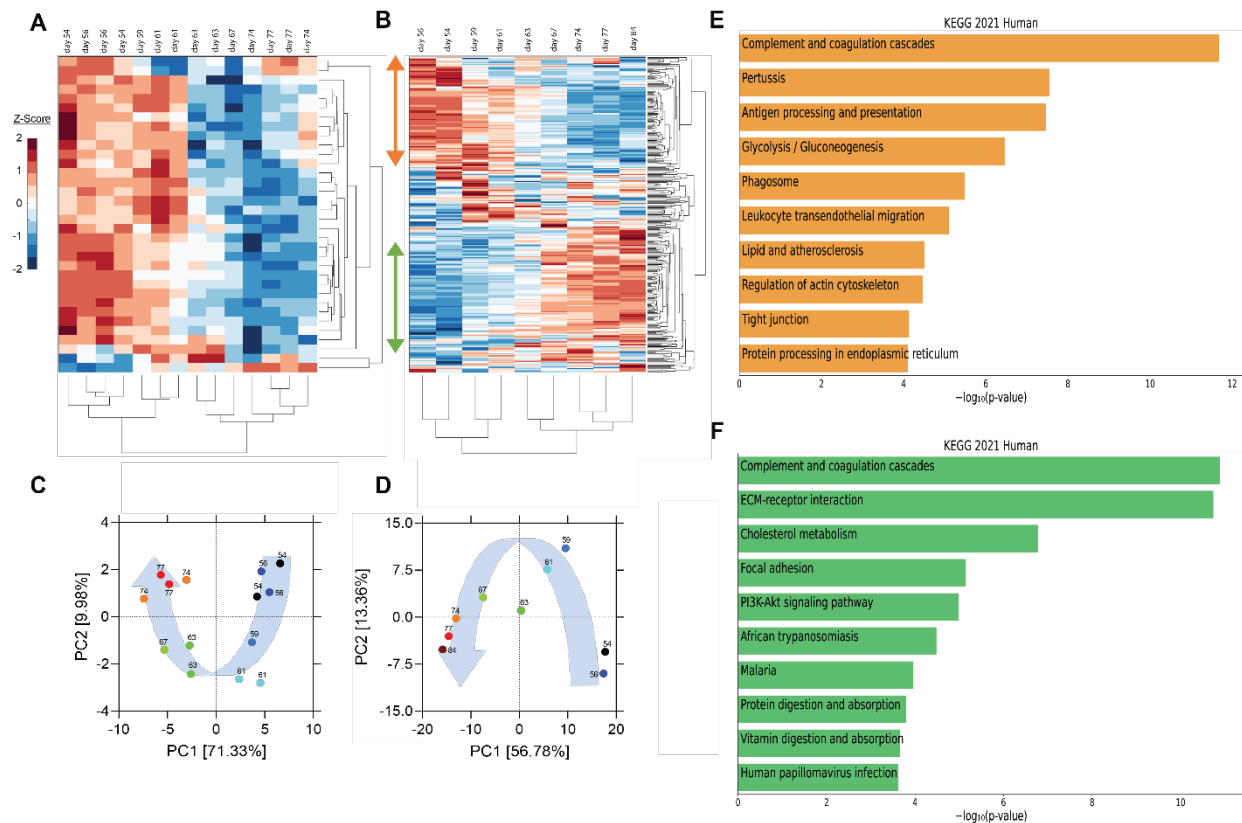 A
day 54 day 56 day 56 day 54 day 59 day 61 day 61 day 63 day 63 day 67 day 74 day 77 day 77 day 74
Z-Score
2
1
0
-1
-2
B
day 56 day 54 day 59 day 61 day 63 day 67 day 74 day 77 day 84
C
PC2 [9.98%]
4
2
0
-2
-4
-10 -5 0 5 10
PC1 [71.33%]
77 74 74 77 67 63 63 56 54 54 56 59 61 61
D
PC2 [13.36%]
15.0
7.5
0.0
-7.5
-15.0
-20 -10 0 10 20
PC1 [56.78%]
59 61 67 63 74 77 84 54 56
E
KEGG 2021 Human
Complement and coagulation cascades
Pertussis
Antigen processing and presentation
Glycolysis / Gluconeogenesis
Phagosome
Leukocyte transendothelial migration
Lipid and atherosclerosis
Regulation of actin cytoskeleton
Tight junction
Protein processing in endoplasmic reticulum
0 2 4 6 8 10 12
−log₁₀(p-value)
F
KEGG 2021 Human
Complement and coagulation cascades
ECM-receptor interaction
Cholesterol metabolism
Focal adhesion
PI3K-Akt signaling pathway
African trypanosomiasis
Malaria
Protein digestion and absorption
Vitamin digestion and absorption
Human papillomavirus infection
0 2 4 6 8 10
−log₁₀(p-value)